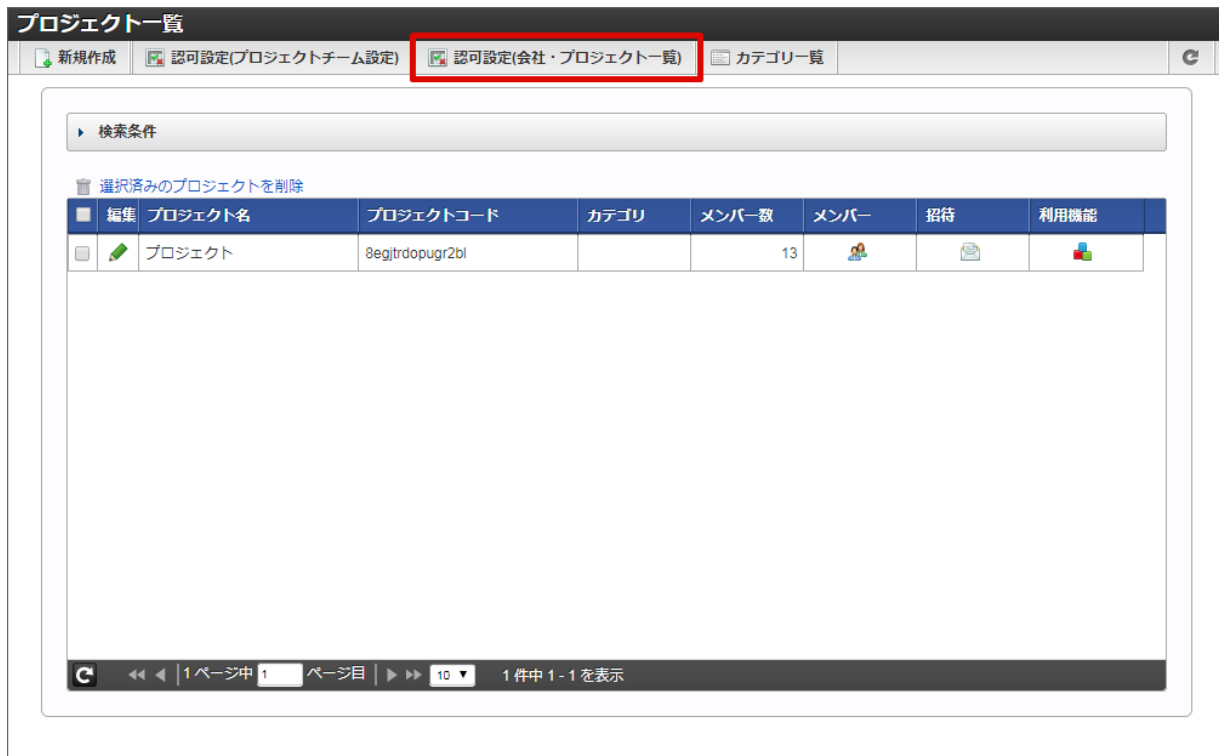 プロジェクト一覧
新規作成 認可設定(プロジェクトチーム設定) 認可設定(会社・プロジェクト一覧) カテゴリ一覧
検索条件
選択済みのプロジェクトを削除
編集 プロジェクト名 プロジェクトコード カテゴリ メンバー数 メンバー 招待 利用機能
プロジェクト 8egjtrdopugr2bl 13
1 ページ中 1 ページ目 10 1 件中 1 - 1 を表示